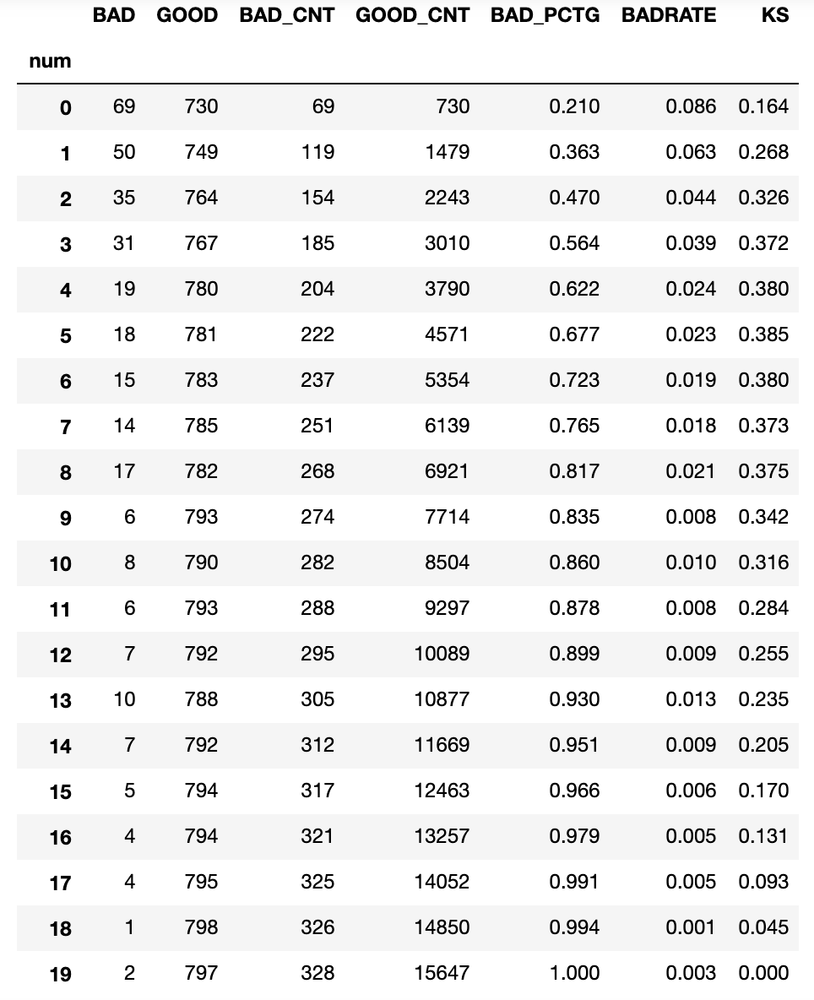 BAD GOOD BAD_CNT GOOD_CNT BAD_PCTG BADRATE KS
num
0 69 730 69 730 0.210 0.086 0.164
1 50 749 119 1479 0.363 0.063 0.268
2 35 764 154 2243 0.470 0.044 0.326
3 31 767 185 3010 0.564 0.039 0.372
4 19 780 204 3790 0.622 0.024 0.380
5 18 781 222 4571 0.677 0.023 0.385
6 15 783 237 5354 0.723 0.019 0.380
7 14 785 251 6139 0.765 0.018 0.373
8 17 782 268 6921 0.817 0.021 0.375
9 6 793 274 7714 0.835 0.008 0.342
10 8 790 282 8504 0.860 0.010 0.316
11 6 793 288 9297 0.878 0.008 0.284
12 7 792 295 10089 0.899 0.009 0.255
13 10 788 305 10877 0.930 0.013 0.235
14 7 792 312 11669 0.951 0.009 0.205
15 5 794 317 12463 0.966 0.006 0.170
16 4 794 321 13257 0.979 0.005 0.131
17 4 795 325 14052 0.991 0.005 0.093
18 1 798 326 14850 0.994 0.001 0.045
19 2 797 328 15647 1.000 0.003 0.000